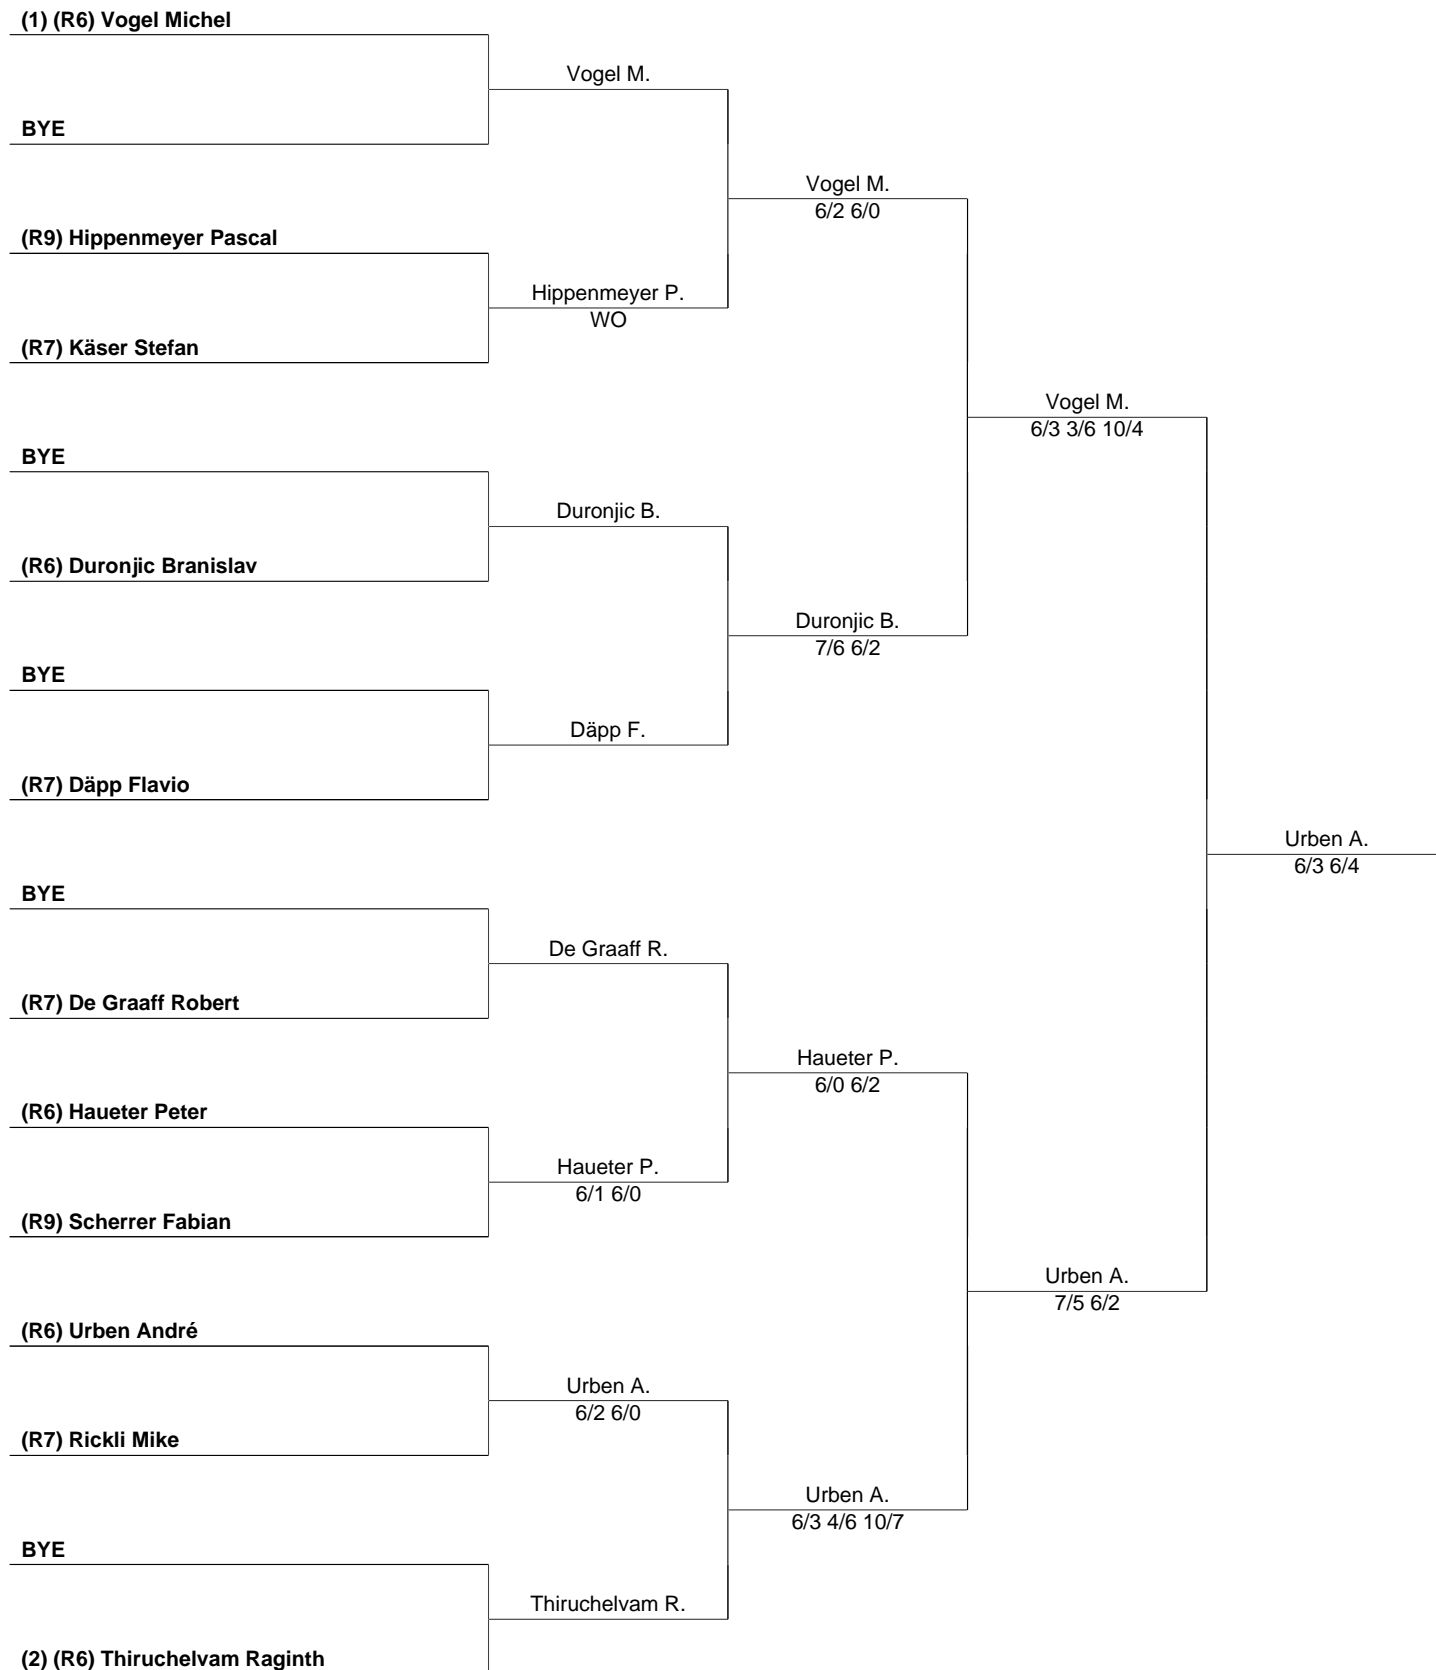 (1) (R6) Vogel Michel
Vogel M.
BYE
Vogel M.
6/2 6/0
(R9) Hippenmeyer Pascal
Hippenmeyer P.
WO
(R7) Käser Stefan
Vogel M.
6/3 3/6 10/4
BYE
Duronjic B.
(R6) Duronjic Branislav
Duronjic B.
7/6 6/2
BYE
Däpp F.
(R7) Däpp Flavio
Urben A.
6/3 6/4
BYE
De Graaff R.
(R7) De Graaff Robert
Haueter P.
6/0 6/2
(R6) Haueter Peter
Haueter P.
6/1 6/0
(R9) Scherrer Fabian
Urben A.
7/5 6/2
(R6) Urben André
Urben A.
6/2 6/0
(R7) Rickli Mike
Urben A.
6/3 4/6 10/7
BYE
Thiruchelvam R.
(2) (R6) Thiruchelvam Raginth